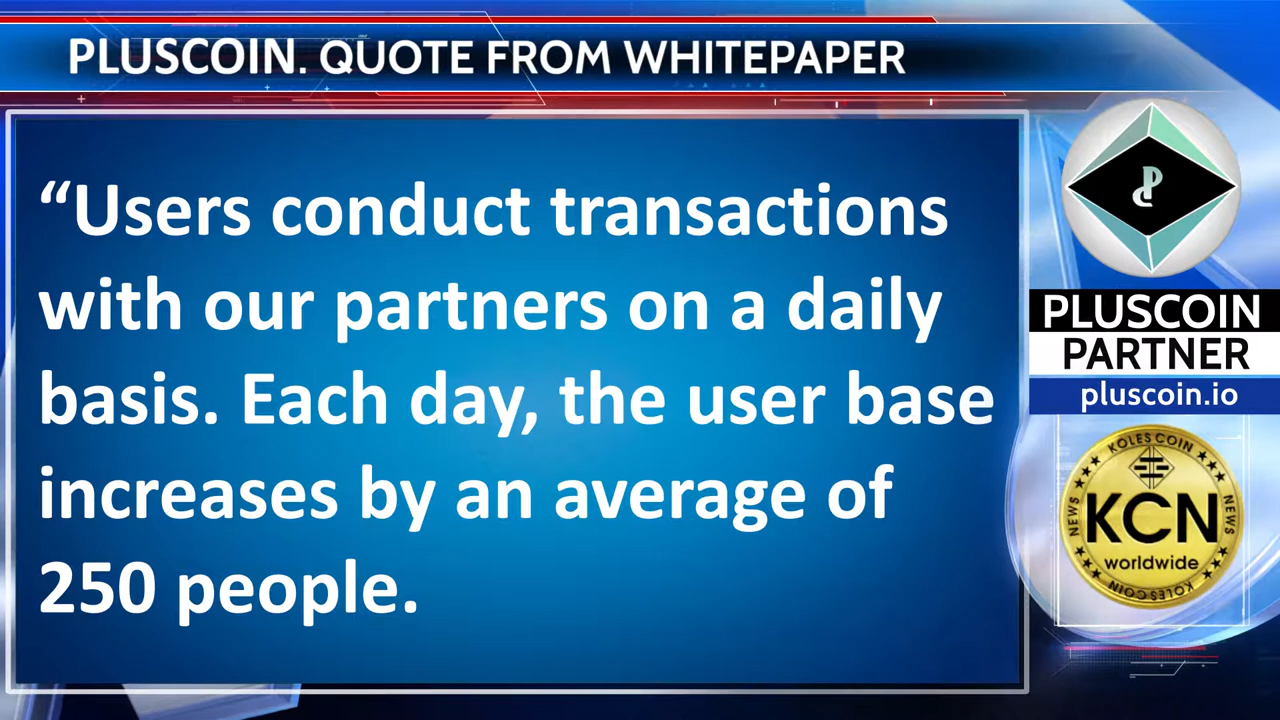 PLUSCOIN. QUOTE FROM WHITEPAPER
“Users conduct transactions
with our partners on a daily
basis. Each day, the user base
increases by an average of
250 people.
PLUSCOIN
PARTNER
pluscoin.io
KOLES COIN
NEWS
KCN
NEWS
worldwide
KOLES COIN